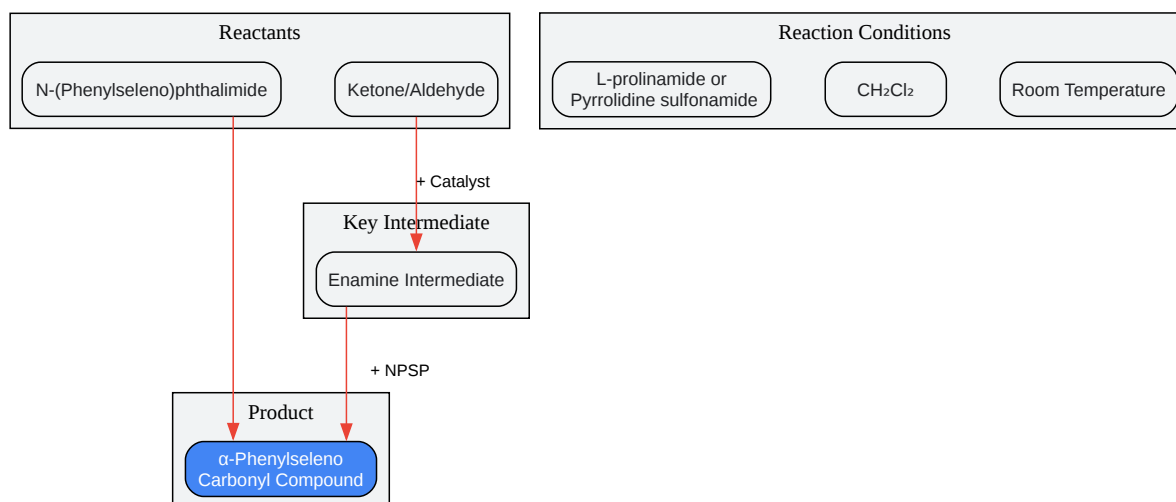 Reactants
N-(Phenylseleno)phthalimide
Ketone/Aldehyde
Reaction Conditions
L-prolinamide or
Pyrrolidine sulfonamide
CH₂Cl₂
Room Temperature
+ Catalyst
Key Intermediate
Enamine Intermediate
+ NPSP
Product
α-Phenylseleno
Carbonyl Compound